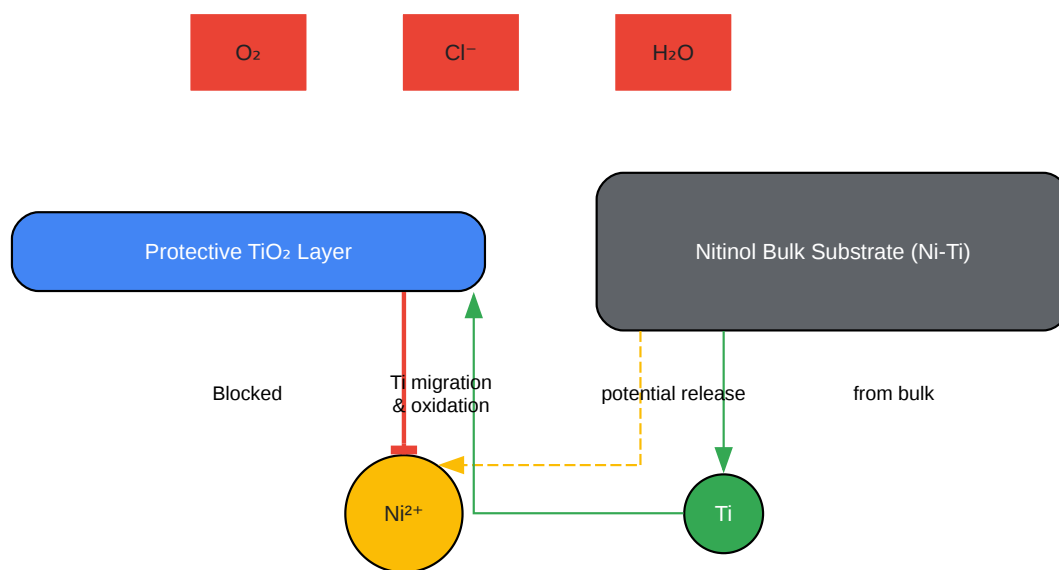 O₂
Cl⁻
H₂O
Protective TiO₂ Layer
Nitinol Bulk Substrate (Ni-Ti)
Blocked
Ti migration
& oxidation
potential release
from bulk
Ni²⁺
Ti